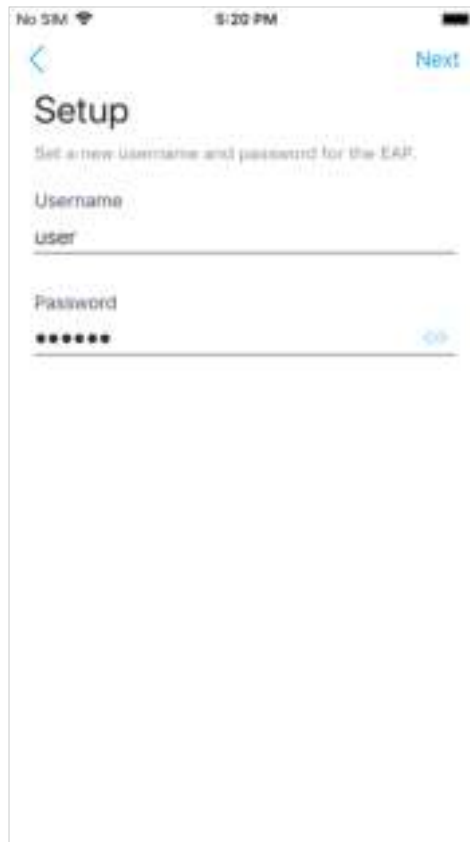 No SIM 5:20 PM
Next
Setup
Set a new username and password for the EAP.
Username
user
Password
••••••